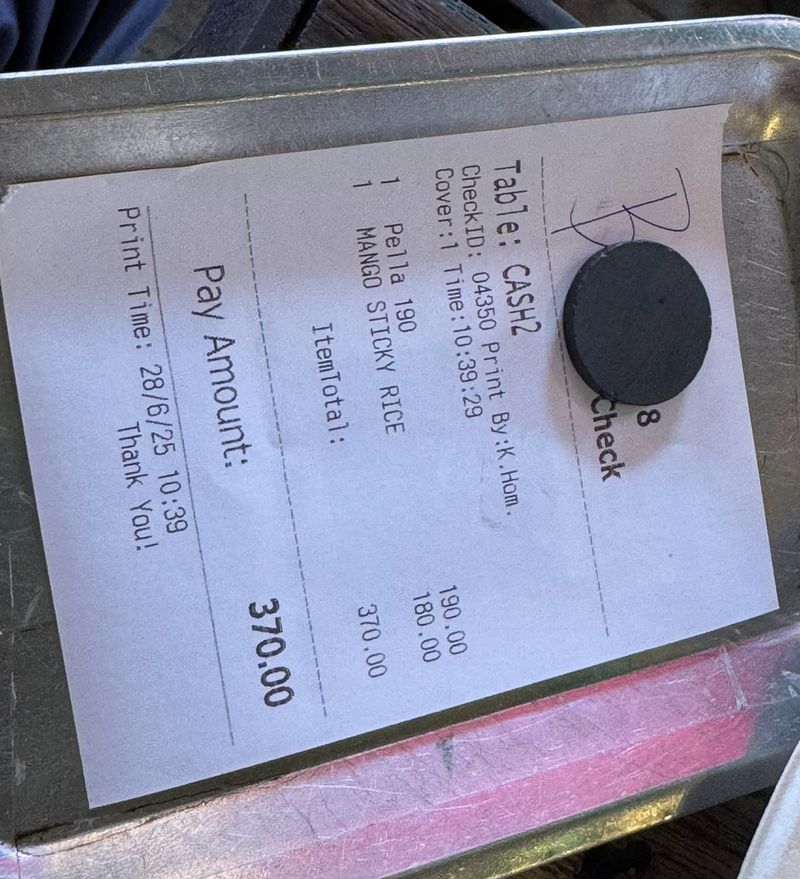 8
Check
Table: CASH2
CheckID: 04350 Print By:K.Hom.
Cover:1 Time:10:39:29
1 Pella 190 190.00
1 MANGO STICKY RICE 180.00
ItemTotal: 370.00
Pay Amount: 370.00
Print Time: 28/6/25 10:39
Thank You!